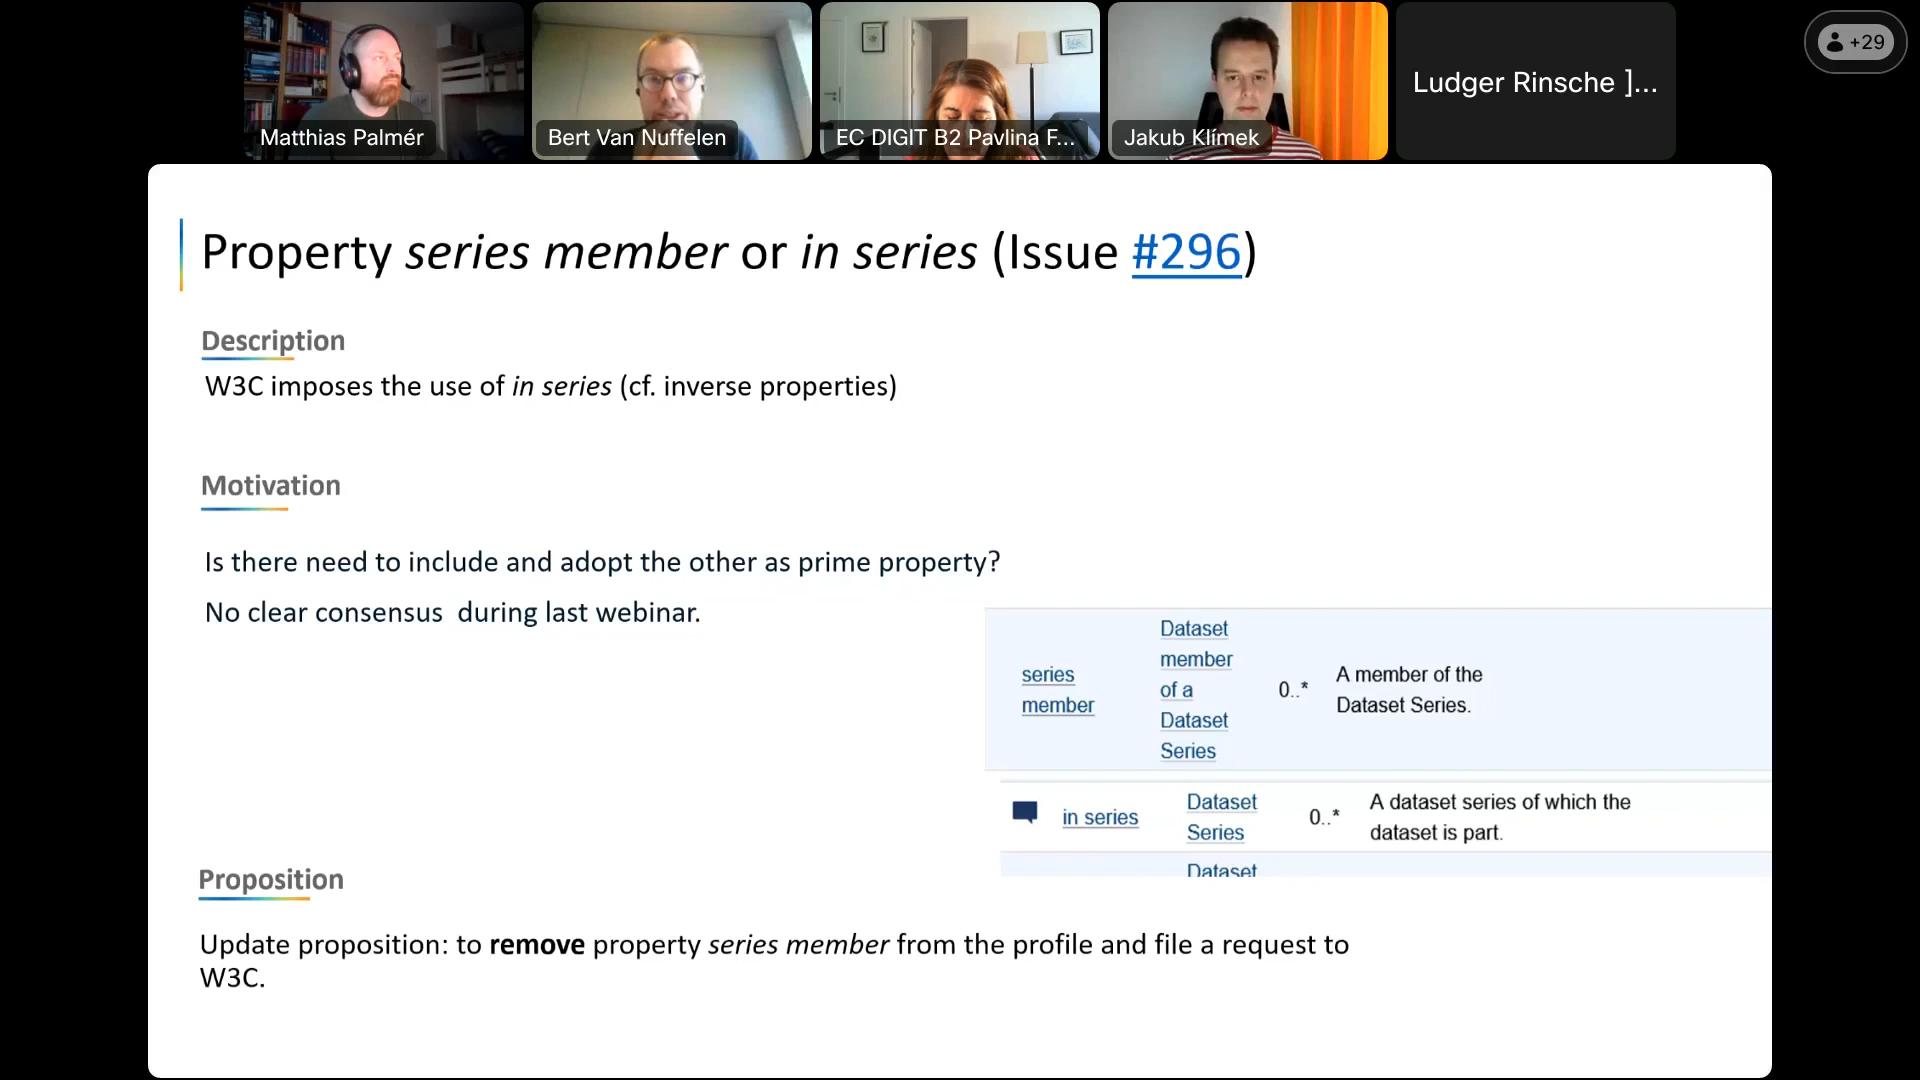 Matthias Palmér
Bert Van Nuffelen
EC DIGIT B2 Pavlina F...
Jakub Klímek
Ludger Rinsche ]...
+29
Property series member or in series (Issue #296)
Description
W3C imposes the use of in series (cf. inverse properties)
Motivation
Is there need to include and adopt the other as prime property?
No clear consensus during last webinar.
series
member
Dataset
member
of a
Dataset
Series
0..*
A member of the
Dataset Series.
in series
Dataset
Series
0..*
A dataset series of which the
dataset is part.
Dataset
Proposition
Update proposition: to remove property series member from the profile and file a request to
W3C.